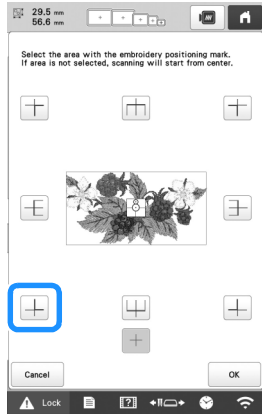 29.5 mm
56.6 mm
Select the area with the embroidery positioning mark.
If area is not selected, scanning will start from center.
Cancel
OK
Lock